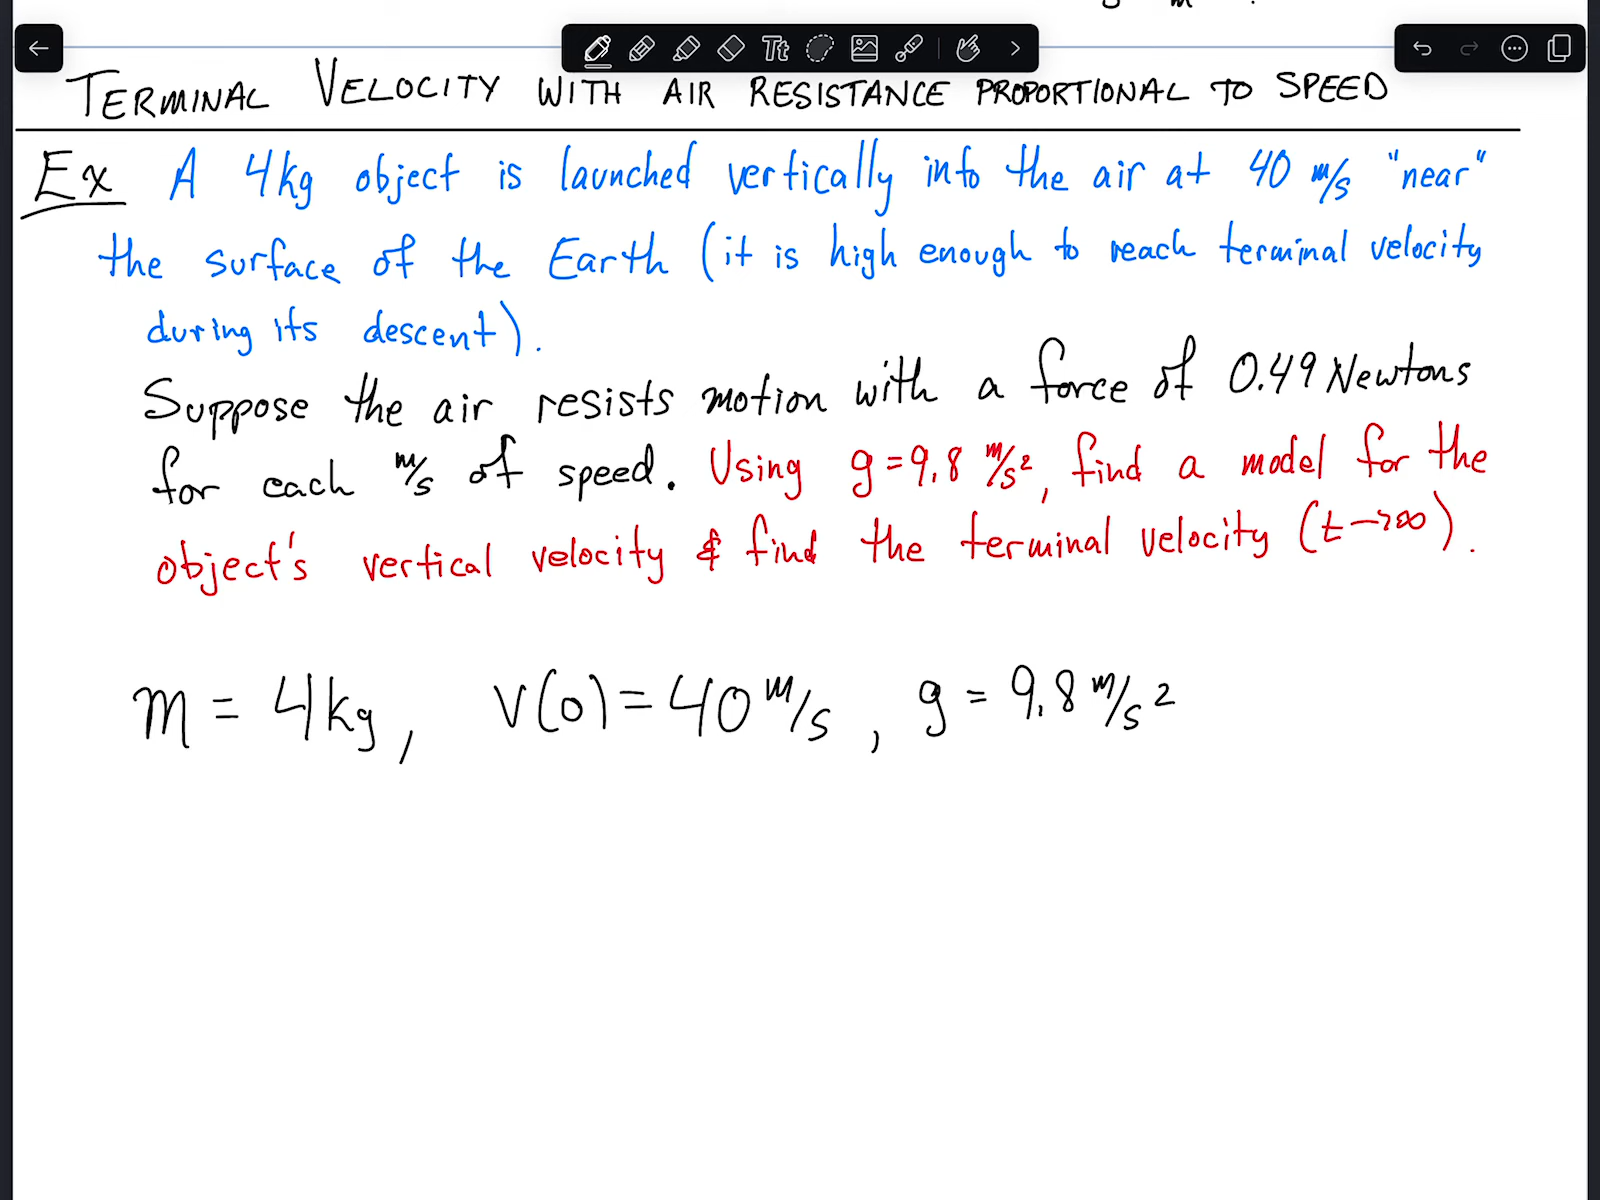 Tt
TERMINAL VELOCITY WITH AIR RESISTANCE PROPORTIONAL TO SPEED
Ex A 4kg object is launched vertically into the air at 40 m/s "near"
the surface of the Earth (it is high enough to reach terminal velocity
during its descent).
Suppose the air resists motion with a force of 0.49 Newtons
for each m/s of speed. Using g = 9.8 m/s², find a model for the
object's vertical velocity & find the terminal velocity (t→∞).
m = 4kg, v(0) = 40 m/s, g = 9.8 m/s²